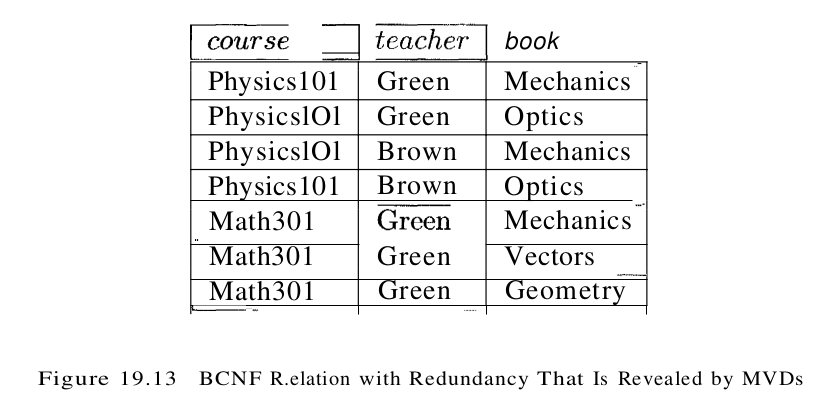 course teacher book
Physics101 Green Mechanics
PhysicslOl Green Optics
PhysicslOl Brown Mechanics
Physics101 Brown Optics
Math301 Green Mechanics
Math301 Green Vectors
Math301 Green Geometry
Figure 19.13 BCNF R.elation with Redundancy That Is Revealed by MVDs